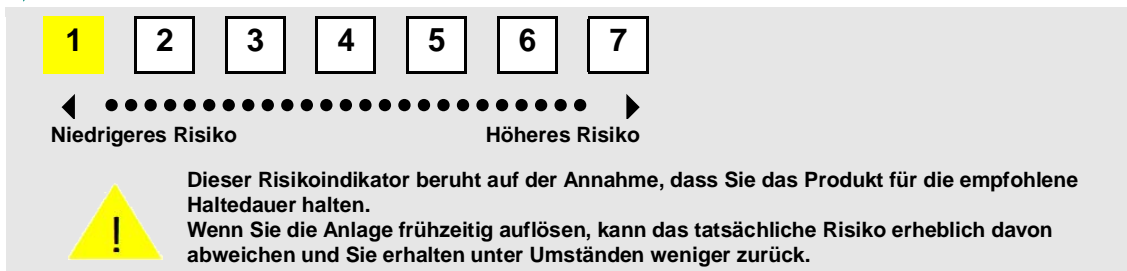 1 2 3 4 5 6 7
Niedrigeres Risiko Höheres Risiko
Dieser Risikoindikator beruht auf der Annahme, dass Sie das Produkt für die empfohlene
Haltedauer halten.
Wenn Sie die Anlage frühzeitig auflösen, kann das tatsächliche Risiko erheblich davon
abweichen und Sie erhalten unter Umständen weniger zurück.
!